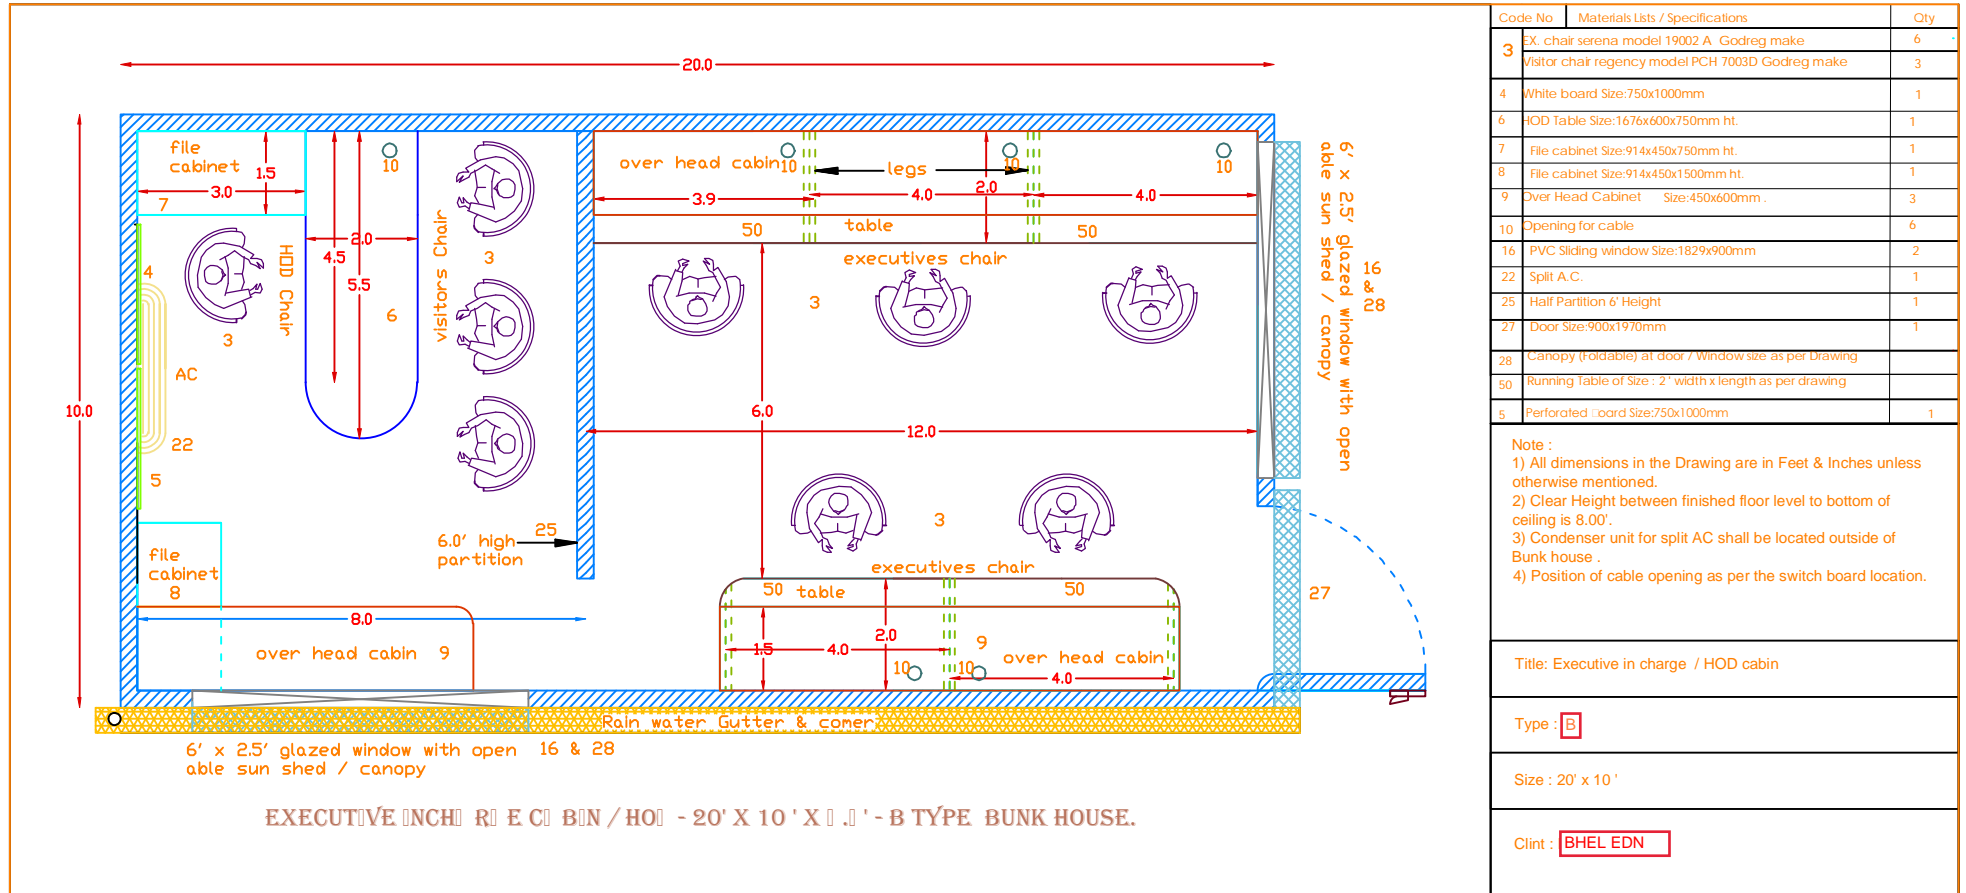 20.0
10.0
file
cabinet
1.5
3.0
7
10
visitors Chair
3
HOD Chair
3
2.0
4.5
5.5
6
4
AC
22
5
file
cabinet
8
6.0' high
partition
25
8.0
over head cabin 9
over head cabin
10
legs
10
10
3.9
4.0
2.0
4.0
50
table
50
executives chair
3
6.0
12.0
3
executives chair
50 table
50
1.5
4.0
2.0
9
over head cabin
10
10
4.0
6' x 2.5' glazed window with open
able sun shed / canopy
16
&
28
27
Rain water Gutter & comer
6' x 2.5' glazed window with open 16 & 28
able sun shed / canopy
- 20' X 10 ' X - B TYPE BUNK HOUSE.
Code No Materials Lists / Specifications Qty
3 EX. chair serena model 19002 A Godreg make 6
Visitor chair regency model PCH 7003D Godreg make 3
4 White board Size:750x1000mm 1
6 HOD Table Size:1676x600x750mm ht. 1
7 File cabinet Size:914x450x750mm ht. 1
8 File cabinet Size:914x450x1500mm ht. 1
9 Over Head Cabinet Size:450x600mm . 3
10 Opening for cable 6
16 PVC Sliding window Size:1829x900mm 2
22 Split A.C. 1
25 Half Partition 6' Height 1
27 Door Size:900x1970mm 1
28 Canopy (Foldable) at door / Window size as per Drawing
50 Running Table of Size : 2 ' width x length as per drawing
5 Perforated Size:750x1000mm 1
Note :
1) All dimensions in the Drawing are in Feet & Inches unless
otherwise mentioned.
2) Clear Height between finished floor level to bottom of
ceiling is 8.00'.
3) Condenser unit for split AC shall be located outside of
Bunk house .
4) Position of cable opening as per the switch board location.
Title: Executive in charge / HOD cabin
Type : B
Size : 20' x 10 '
Clint : BHEL EDN